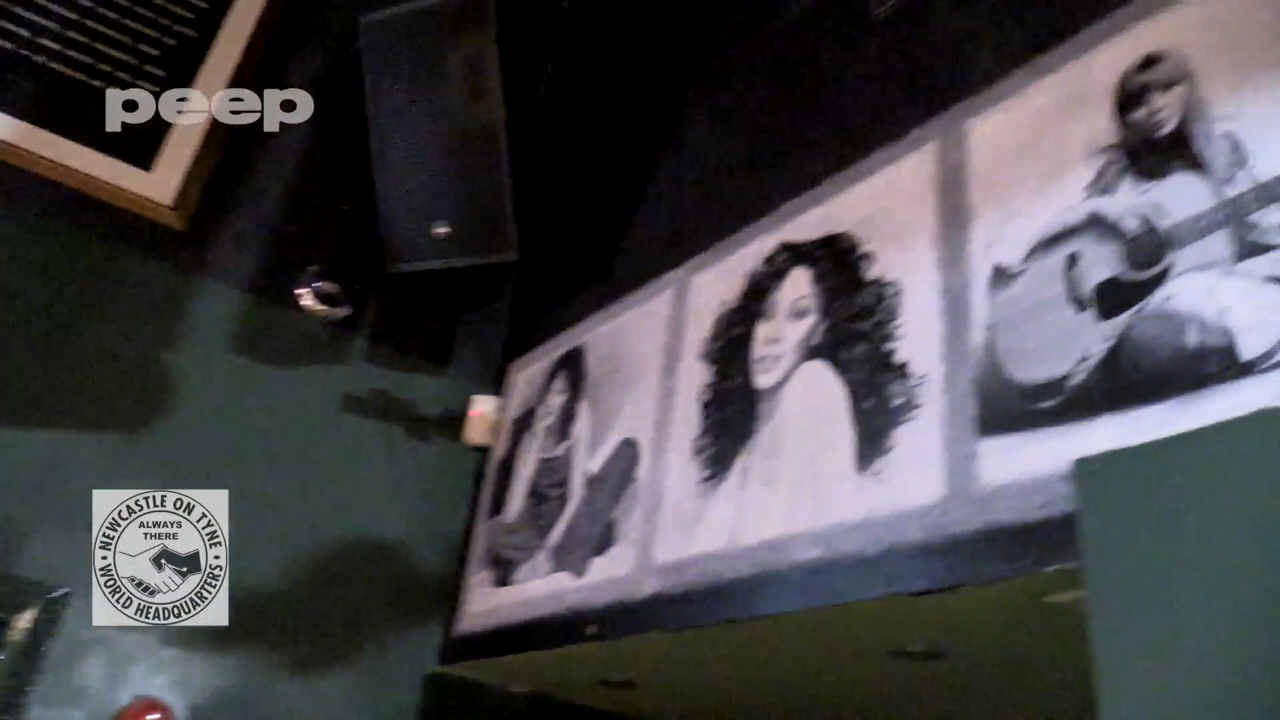 peep
NEWCASTLE ON TYNE
ALWAYS
THERE
WORLD HEADQUARTERS